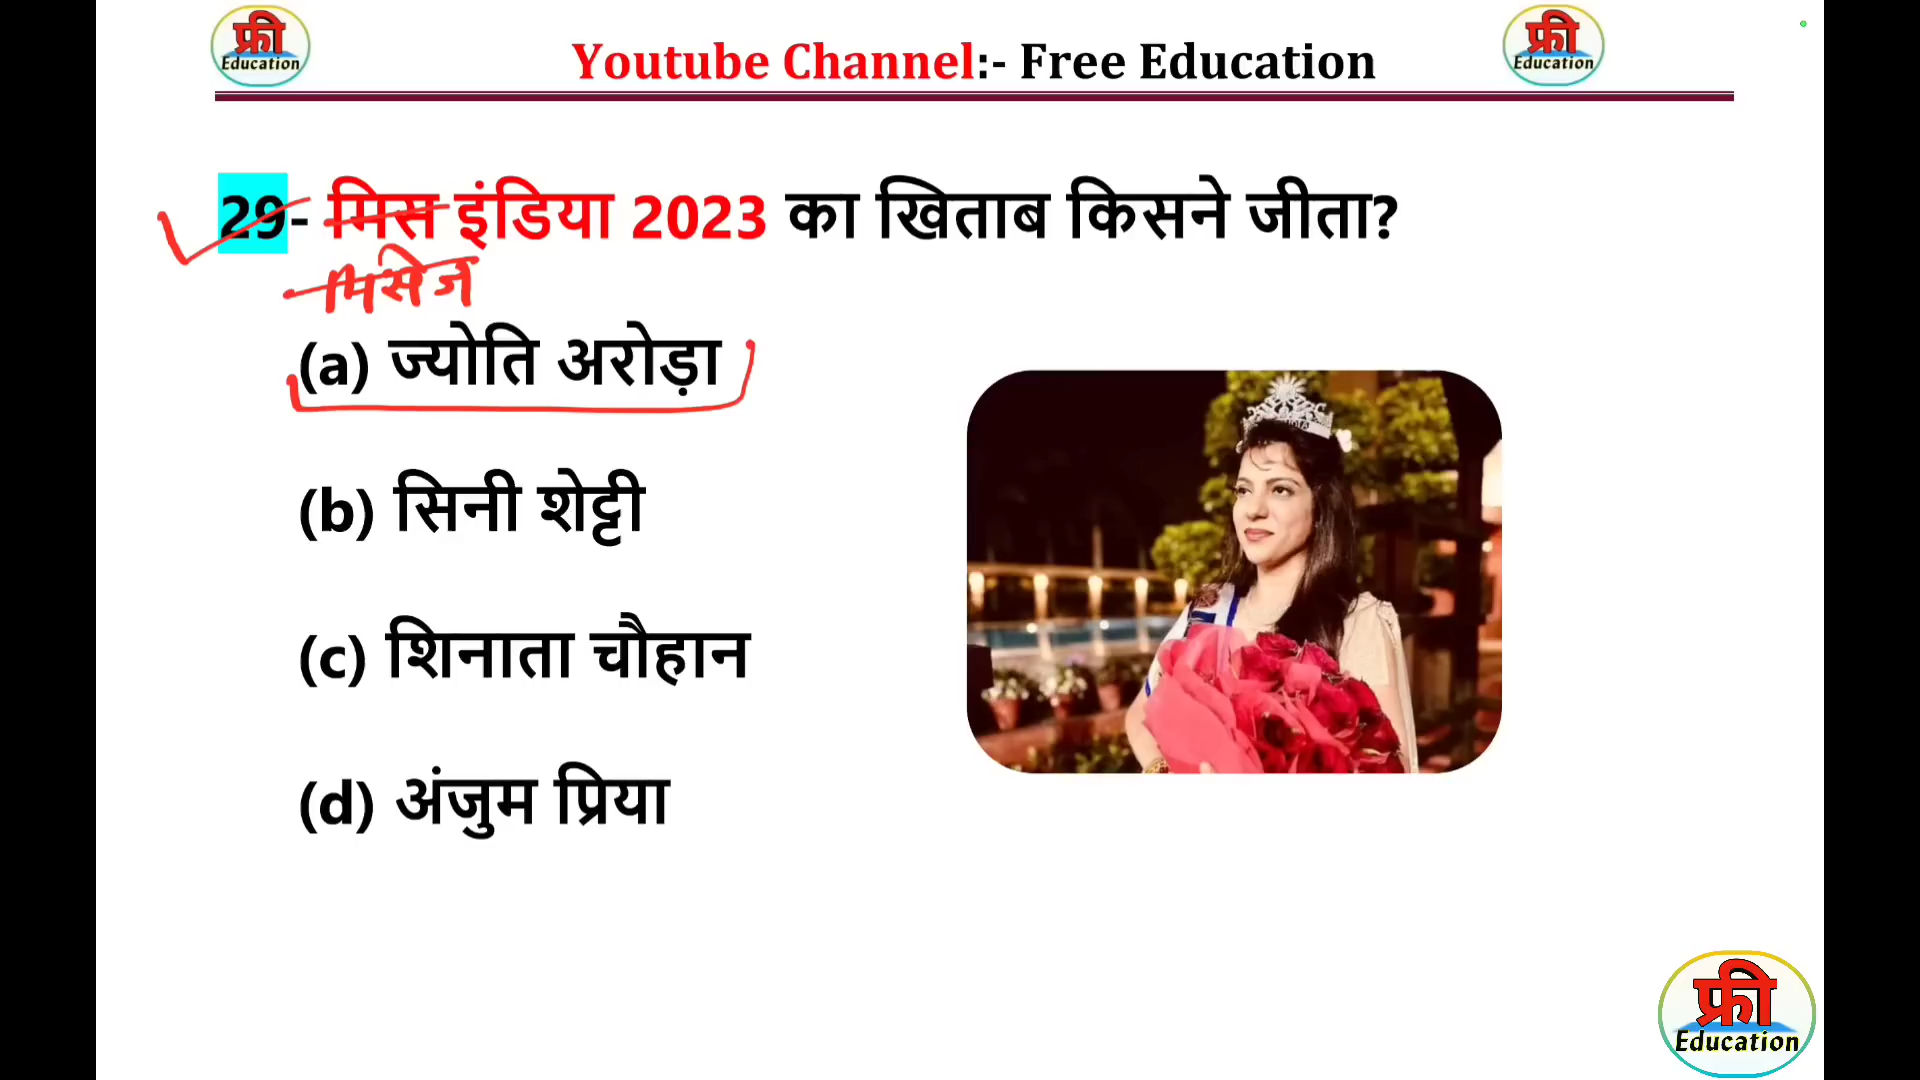 फ्री
Education
Youtube Channel:- Free Education
फ्री
Education
29- मिस इंडिया 2023 का खिताब किसने जीता?
मिसेज
(a) ज्योति अरोड़ा
(b) सिनी शेट्टी
(c) शिनाता चौहान
(d) अंजुम प्रिया
फ्री
Education